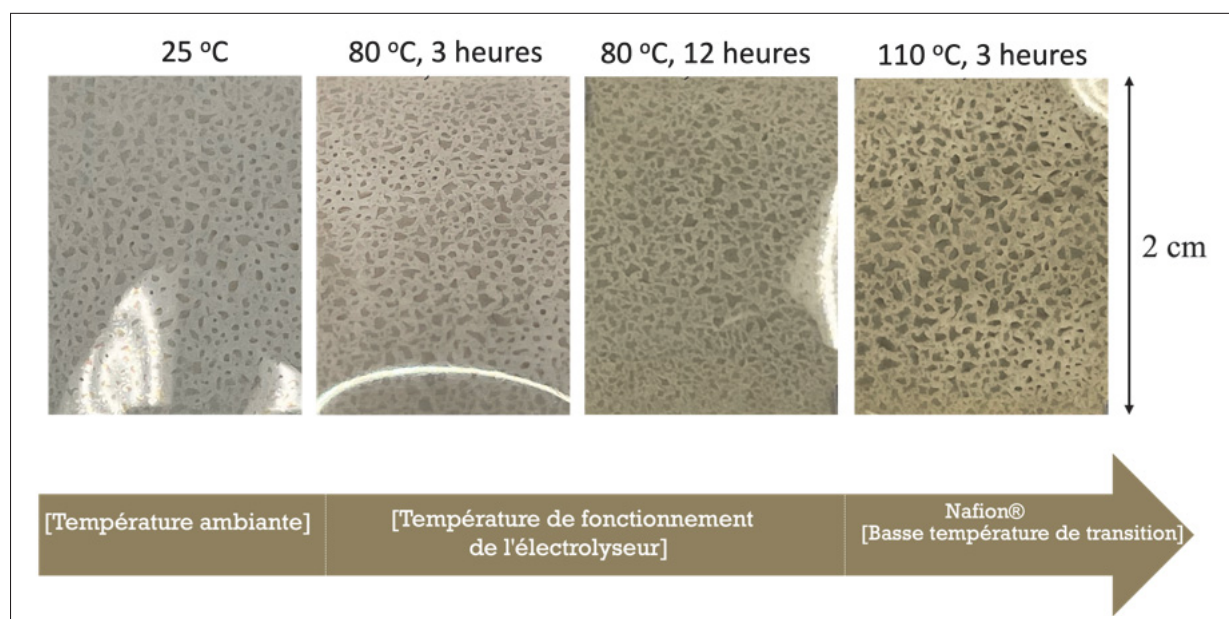 25 °C
80 °C, 3 heures
80 °C, 12 heures
110 °C, 3 heures
2 cm
[Température ambiante]
[Température de fonctionnement
de l'électrolyseur]
Nafion®
[Basse température de transition]